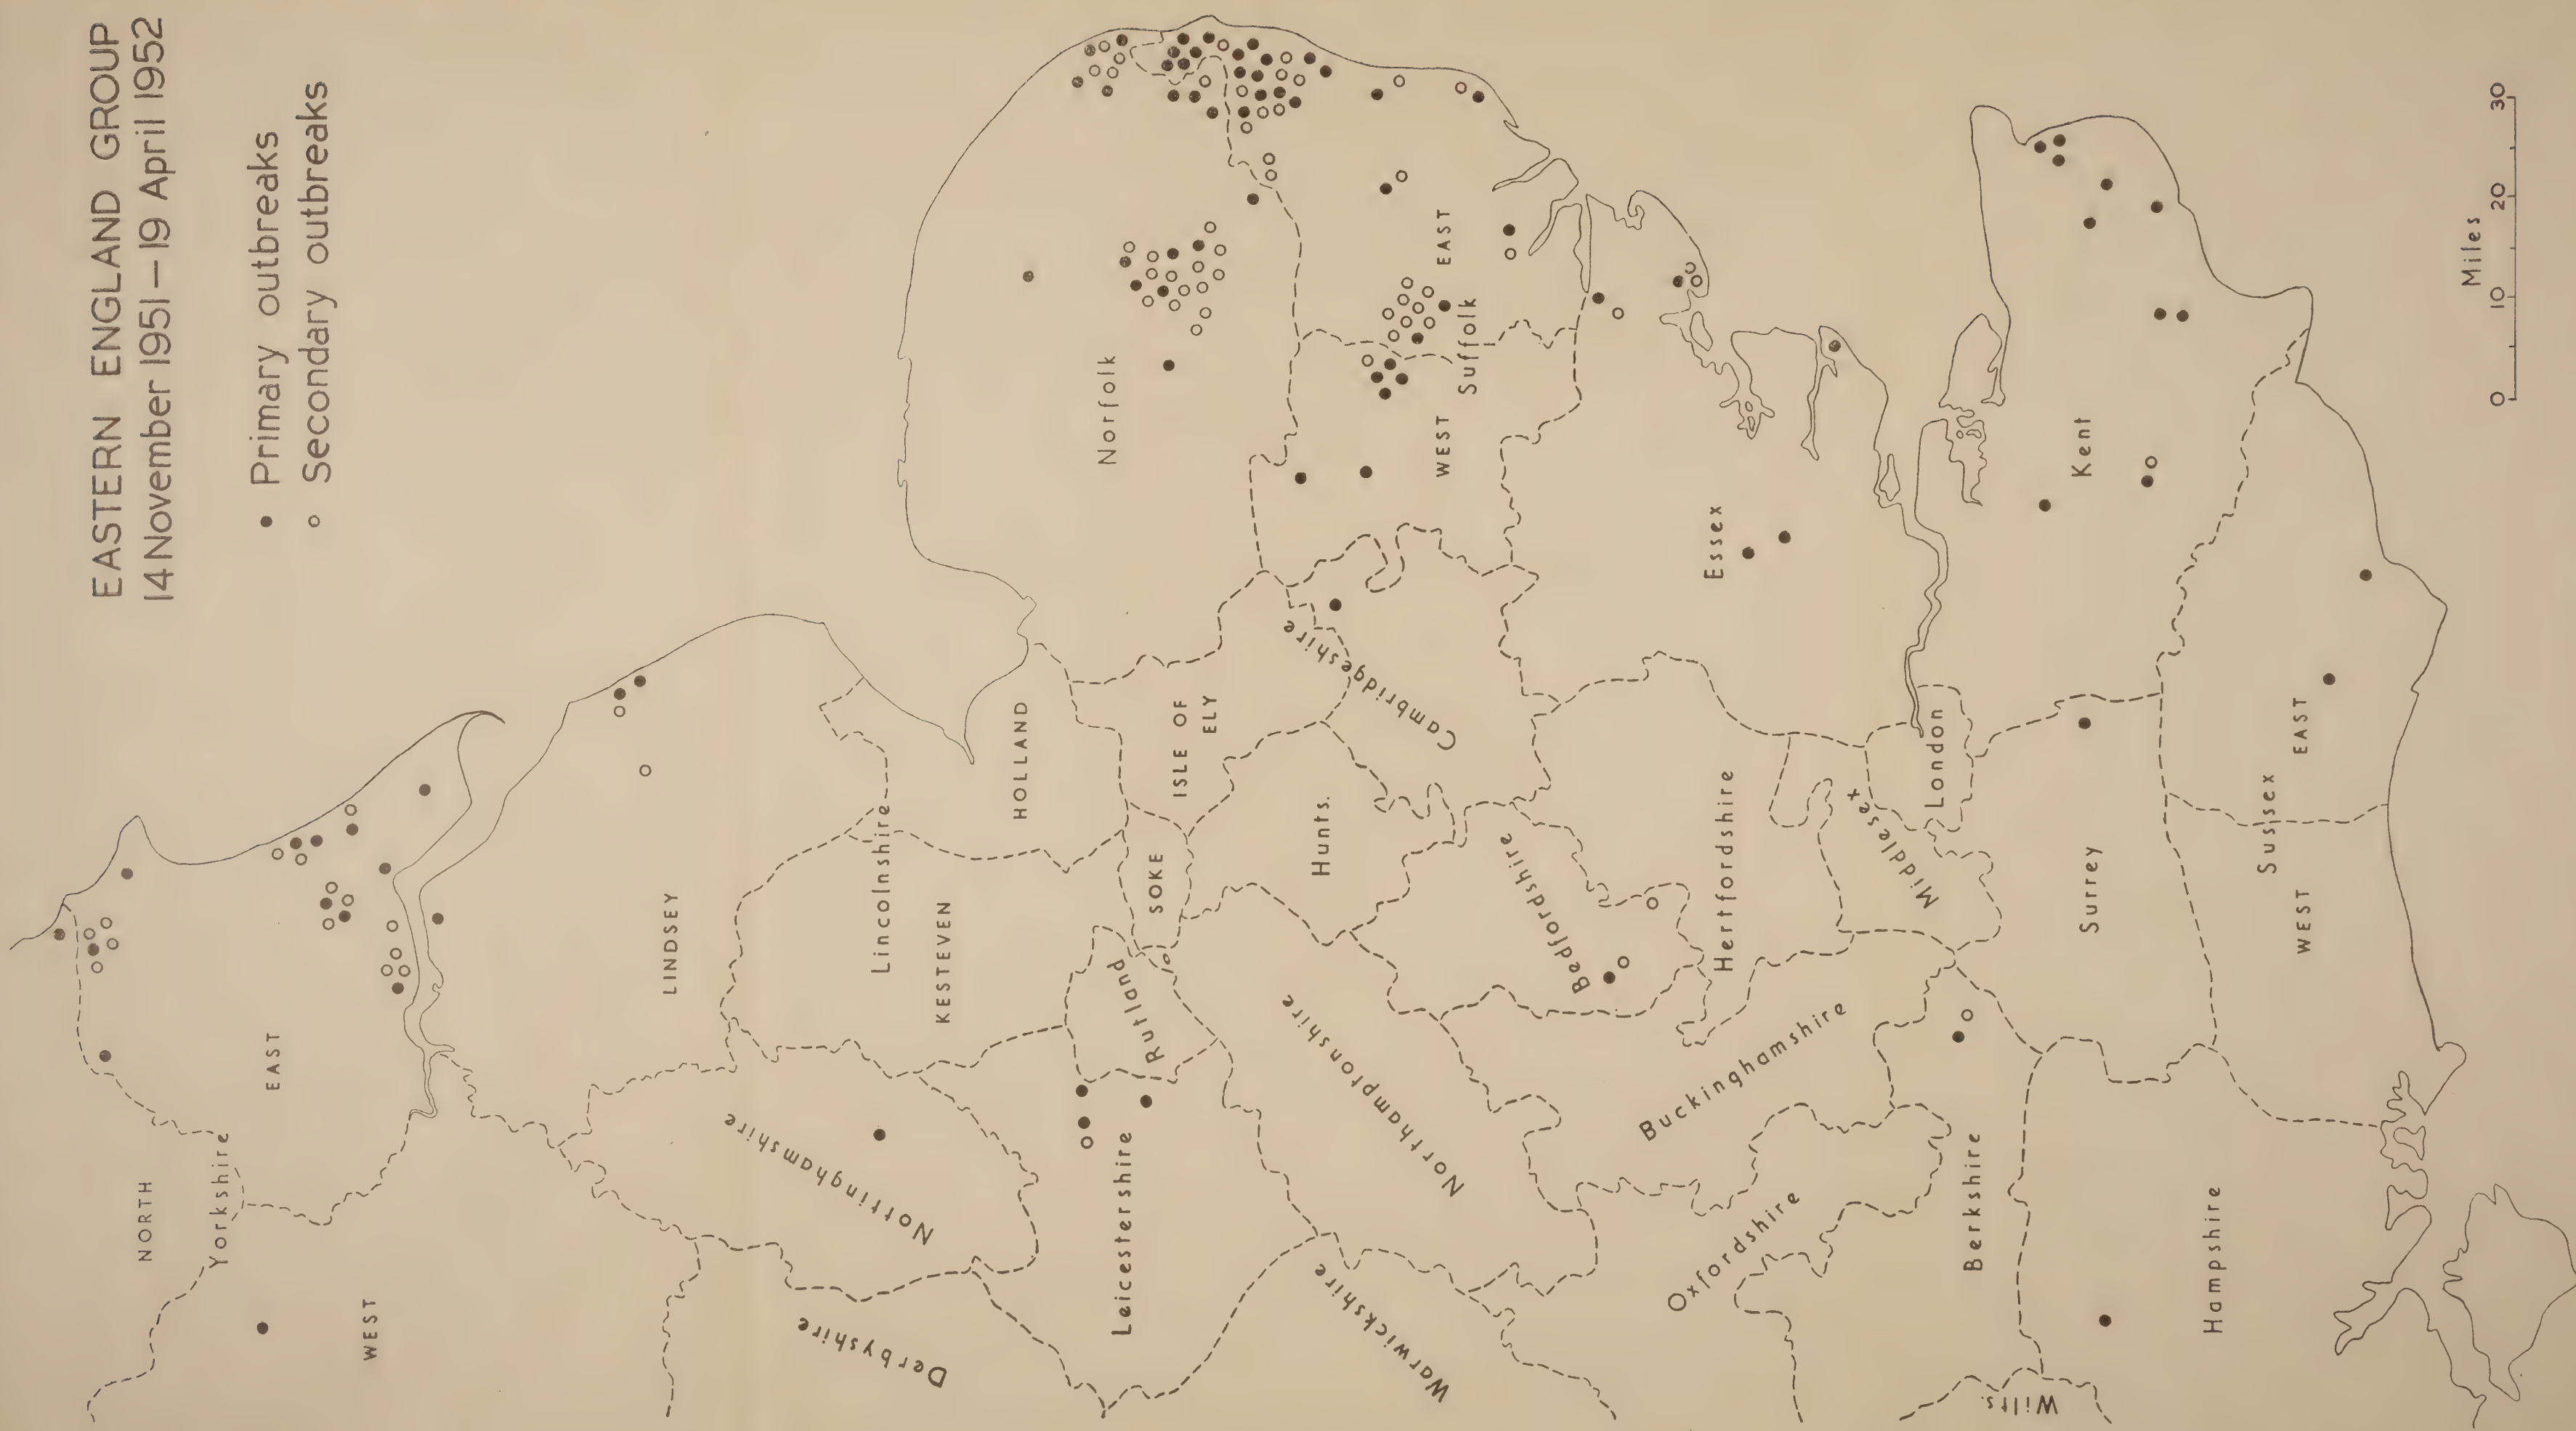 EASTERN ENGLAND GROUP
14 November 1951 — 19 April 1952
Primary outbreaks
Secondary outbreaks
NORTH
Yorkshire
EAST
WEST
LINDSEY
Lincolnshire
KESTEVEN
HOLLAND
Nottinghamshire
Derbyshire
Leicestershire
Rutland
SOKE
ISLE OF
ELY
Norfolk
Hunts.
Cambridgeshire
Northamptonshire
Warwickshire
WEST
Suffolk
EAST
Bedfordshire
Hertfordshire
Buckinghamshire
Oxfordshire
Essex
Middlesex
London
Berkshire
Wilts.
Hampshire
Surrey
Kent
WEST
Sussex
EAST
Miles
0 10 20 30